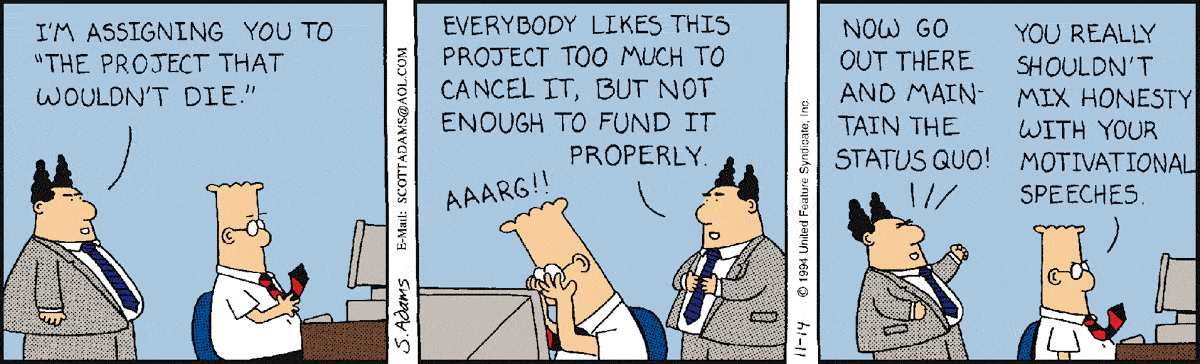 I'M ASSIGNING YOU TO
"THE PROJECT THAT
WOULDN'T DIE."
S. Adams E-Mail: SCOTTADAMS@AOL.COM
EVERYBODY LIKES THIS
PROJECT TOO MUCH TO
CANCEL IT, BUT NOT
ENOUGH TO FUND IT
PROPERLY.
AAARG!!
11-14 © 1994 United Feature Syndicate, Inc.
NOW GO
OUT THERE
AND MAIN-
TAIN THE
STATUS QUO!
YOU REALLY
SHOULDN'T
MIX HONESTY
WITH YOUR
MOTIVATIONAL
SPEECHES.